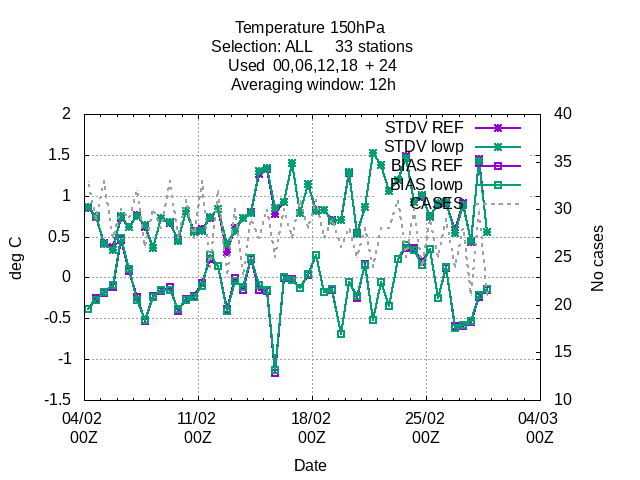 Temperature 150hPa
Selection: ALL 33 stations
Used 00,06,12,18 + 24
Averaging window: 12h
STDV REF
STDV lowp
BIAS REF
BIAS lowp
CASES
2
1.5
1
0.5
0
-0.5
-1
-1.5
deg C
40
35
30
25
20
15
10
No cases
04/02 11/02 18/02 25/02 04/03
00Z 00Z 00Z 00Z 00Z
Date